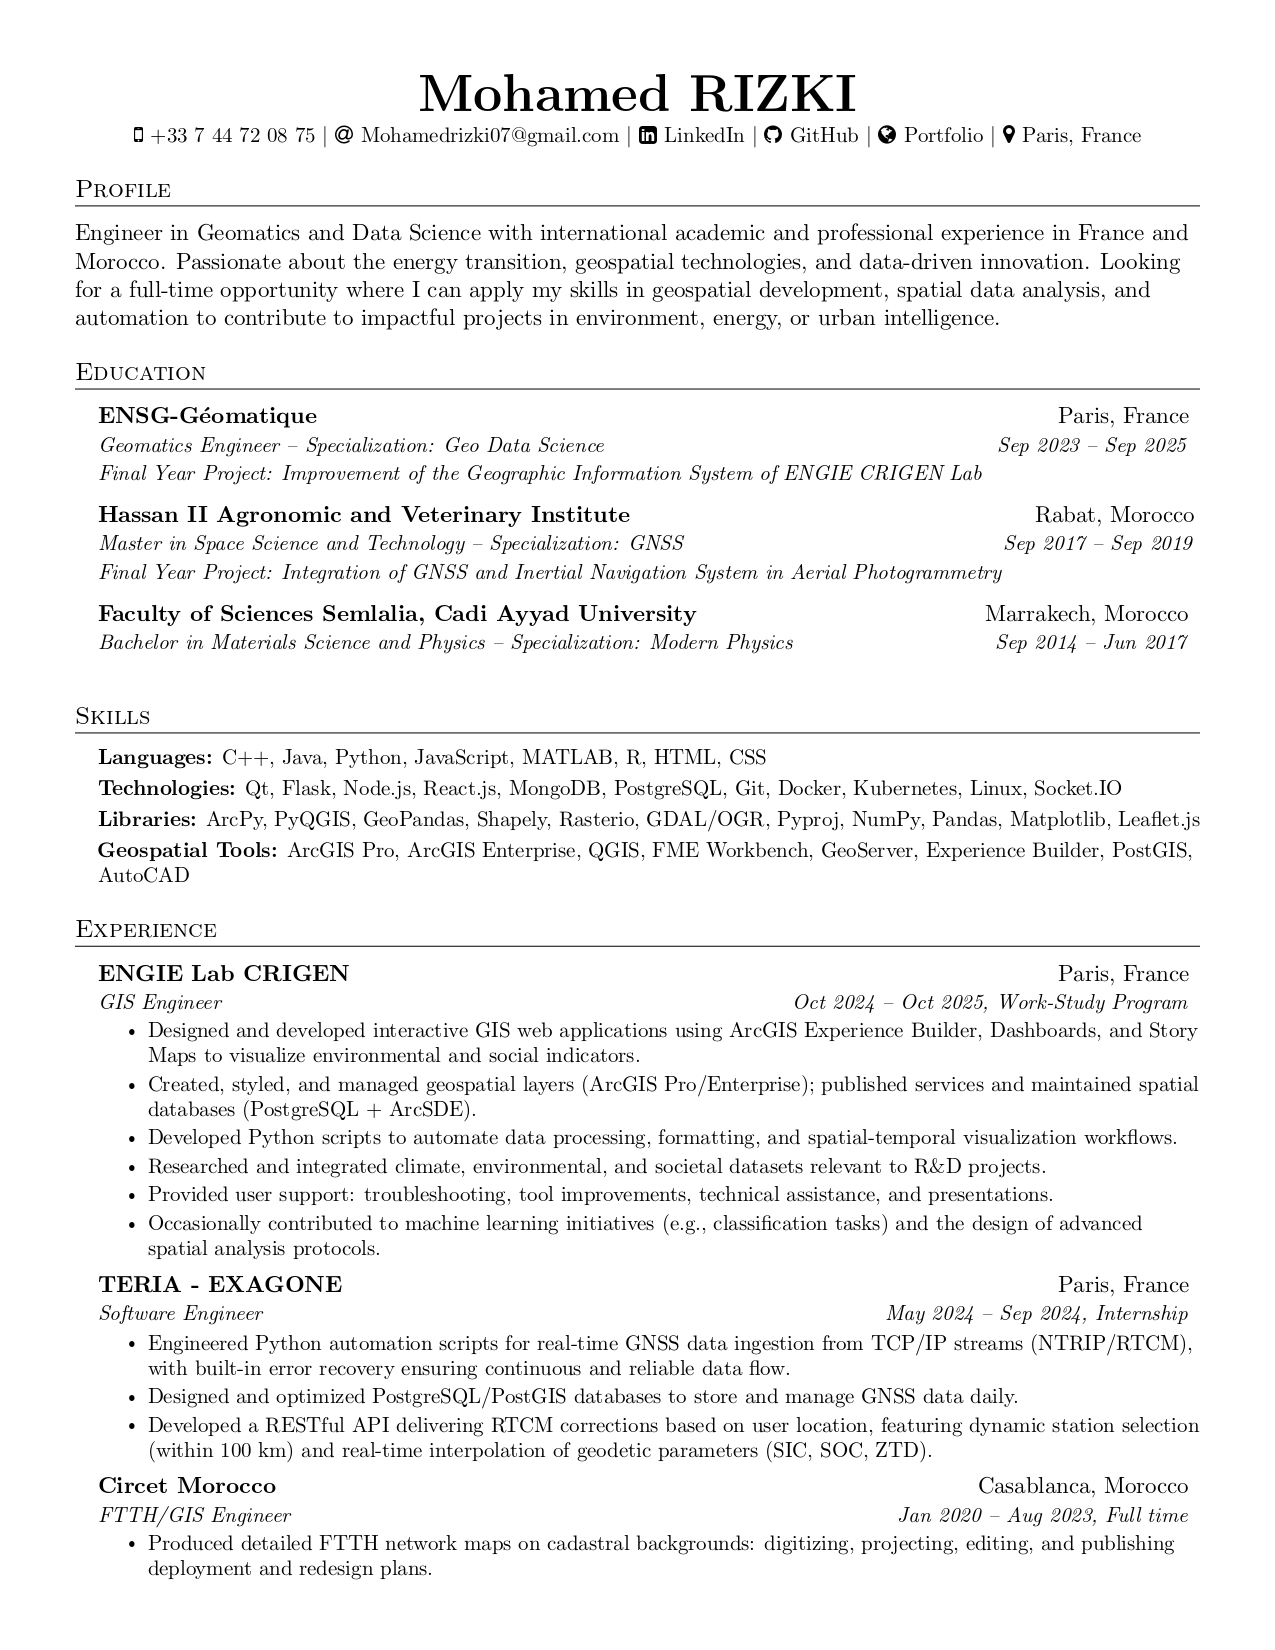 Mohamed RIZKI
+33 7 44 72 08 75 | Mohamedrizki07@gmail.com | LinkedIn | GitHub | Portfolio | Paris, France
Profile
Engineer in Geomatics and Data Science with international academic and professional experience in France and
Morocco. Passionate about the energy transition, geospatial technologies, and data-driven innovation. Looking
for a full-time opportunity where I can apply my skills in geospatial development, spatial data analysis, and
automation to contribute to impactful projects in environment, energy, or urban intelligence.
Education
ENSG-Géomatique Paris, France
Geomatics Engineer – Specialization: Geo Data Science Sep 2023 – Sep 2025
Final Year Project: Improvement of the Geographic Information System of ENGIE CRIGEN Lab
Hassan II Agronomic and Veterinary Institute Rabat, Morocco
Master in Space Science and Technology – Specialization: GNSS Sep 2017 – Sep 2019
Final Year Project: Integration of GNSS and Inertial Navigation System in Aerial Photogrammetry
Faculty of Sciences Semlalia, Cadi Ayyad University Marrakech, Morocco
Bachelor in Materials Science and Physics – Specialization: Modern Physics Sep 2014 – Jun 2017
Skills
Languages: C++, Java, Python, JavaScript, MATLAB, R, HTML, CSS
Technologies: Qt, Flask, Node.js, React.js, MongoDB, PostgreSQL, Git, Docker, Kubernetes, Linux, Socket.IO
Libraries: ArcPy, PyQGIS, GeoPandas, Shapely, Rasterio, GDAL/OGR, Pyproj, NumPy, Pandas, Matplotlib, Leaflet.js
Geospatial Tools: ArcGIS Pro, ArcGIS Enterprise, QGIS, FME Workbench, GeoServer, Experience Builder, PostGIS,
AutoCAD
Experience
ENGIE Lab CRIGEN Paris, France
GIS Engineer Oct 2024 – Oct 2025, Work-Study Program
• Designed and developed interactive GIS web applications using ArcGIS Experience Builder, Dashboards, and Story
Maps to visualize environmental and social indicators.
• Created, styled, and managed geospatial layers (ArcGIS Pro/Enterprise); published services and maintained spatial
databases (PostgreSQL + ArcSDE).
• Developed Python scripts to automate data processing, formatting, and spatial-temporal visualization workflows.
• Researched and integrated climate, environmental, and societal datasets relevant to R&D projects.
• Provided user support: troubleshooting, tool improvements, technical assistance, and presentations.
• Occasionally contributed to machine learning initiatives (e.g., classification tasks) and the design of advanced
spatial analysis protocols.
TERIA - EXAGONE Paris, France
Software Engineer May 2024 – Sep 2024, Internship
• Engineered Python automation scripts for real-time GNSS data ingestion from TCP/IP streams (NTRIP/RTCM),
with built-in error recovery ensuring continuous and reliable data flow.
• Designed and optimized PostgreSQL/PostGIS databases to store and manage GNSS data daily.
• Developed a RESTful API delivering RTCM corrections based on user location, featuring dynamic station selection
(within 100 km) and real-time interpolation of geodetic parameters (SIC, SOC, ZTD).
Circet Morocco Casablanca, Morocco
FTTH/GIS Engineer Jan 2020 – Aug 2023, Full time
• Produced detailed FTTH network maps on cadastral backgrounds: digitizing, projecting, editing, and publishing
deployment and redesign plans.